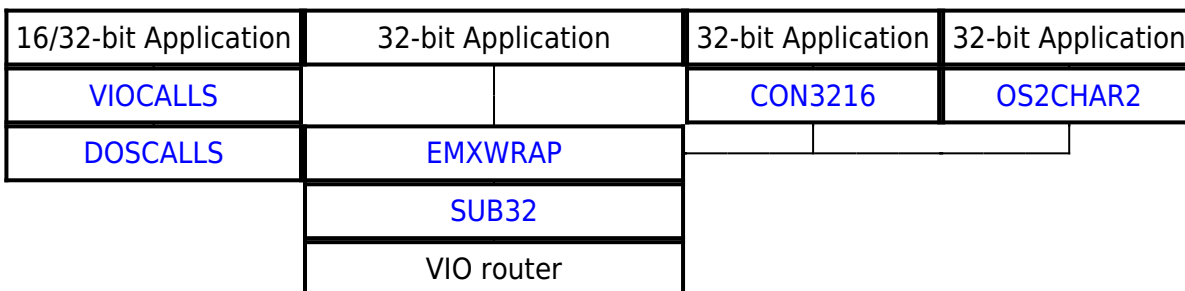 16/32-bit Application 32-bit Application 32-bit Application 32-bit Application
VIOCALLS CON3216 OS2CHAR2
DOSCALLS EMXWRAP
SUB32
VIO router